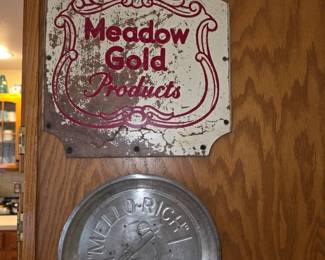 Meadow
Gold
Products
"MELLO-RICH"